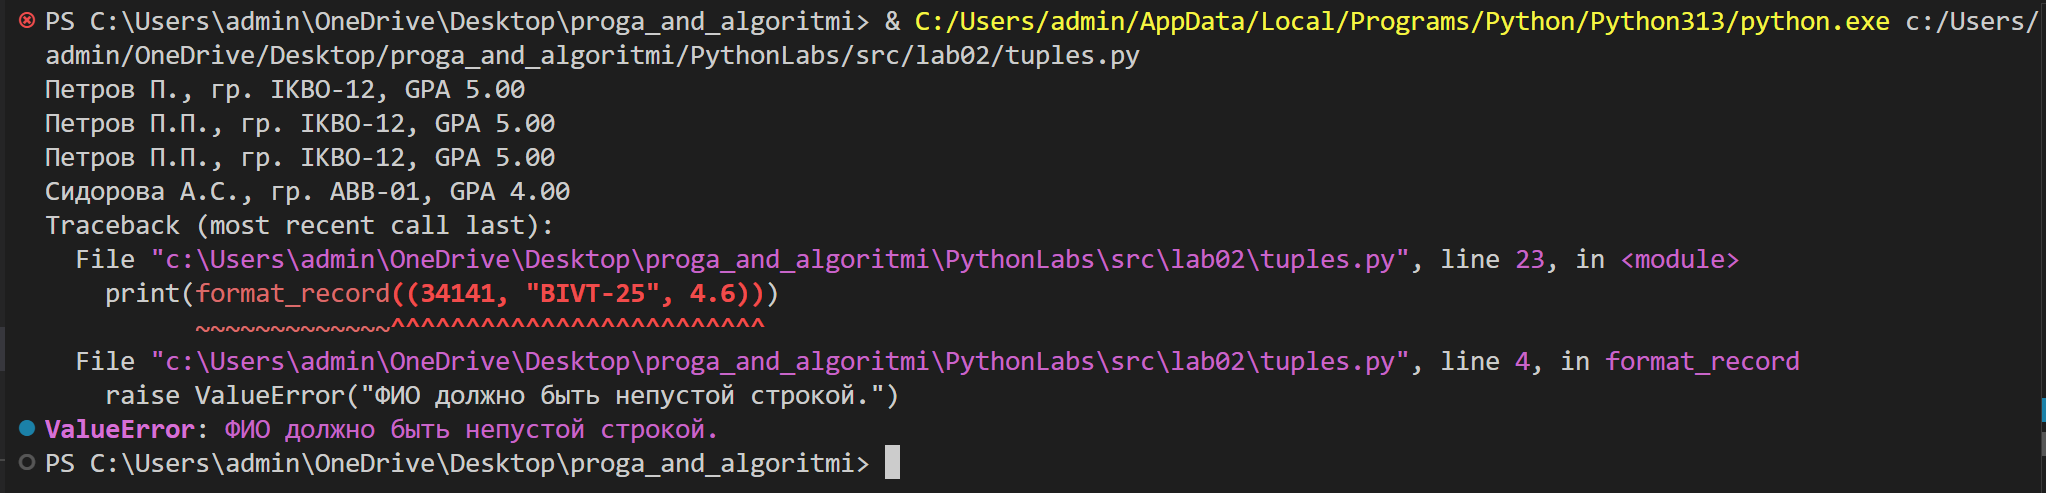 PS C:\Users\admin\OneDrive\Desktop\proga_and_algoritmi> & C:/Users/admin/AppData/Local/Programs/Python/Python313/python.exe c:/Users/
admin/OneDrive/Desktop/proga_and_algoritmi/PythonLabs/src/lab02/tuples.py
Петров П., гр. IKBO-12, GPA 5.00
Петров П.П., гр. IKBO-12, GPA 5.00
Петров П.П., гр. IKBO-12, GPA 5.00
Сидорова А.С., гр. ABB-01, GPA 4.00
Traceback (most recent call last):
  File "c:\Users\admin\OneDrive\Desktop\proga_and_algoritmi\PythonLabs\src\lab02\tuples.py", line 23, in <module>
    print(format_record((34141, "BIVT-25", 4.6)))
          ~~~~~~~~~~~~~^^^^^^^^^^^^^^^^^^^^^^^^^
  File "c:\Users\admin\OneDrive\Desktop\proga_and_algoritmi\PythonLabs\src\lab02\tuples.py", line 4, in format_record
    raise ValueError("ФИО должно быть непустой строкой.")
ValueError: ФИО должно быть непустой строкой.
PS C:\Users\admin\OneDrive\Desktop\proga_and_algoritmi>